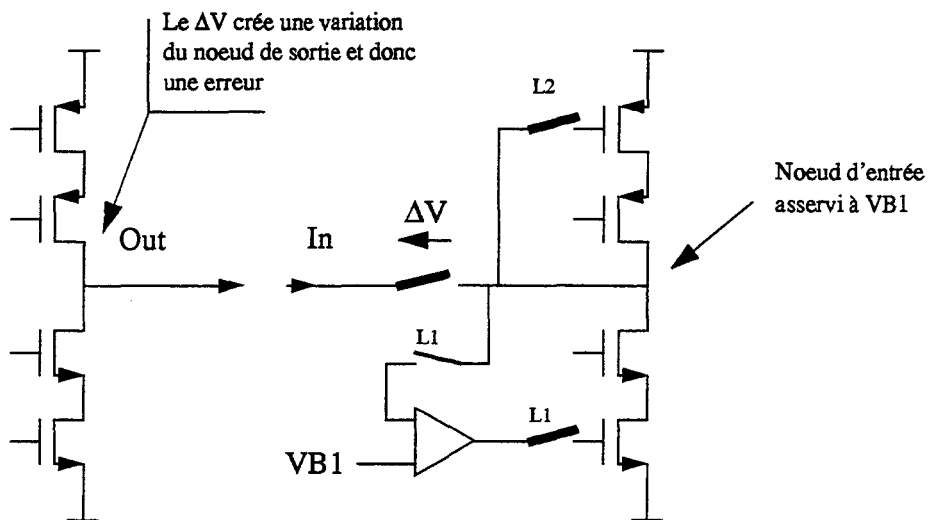 Le ΔV crée une variation
du noeud de sortie et donc
une erreur
L2
Noeud d'entrée
asservi à VB1
ΔV
Out
In
L1
L1
VB1